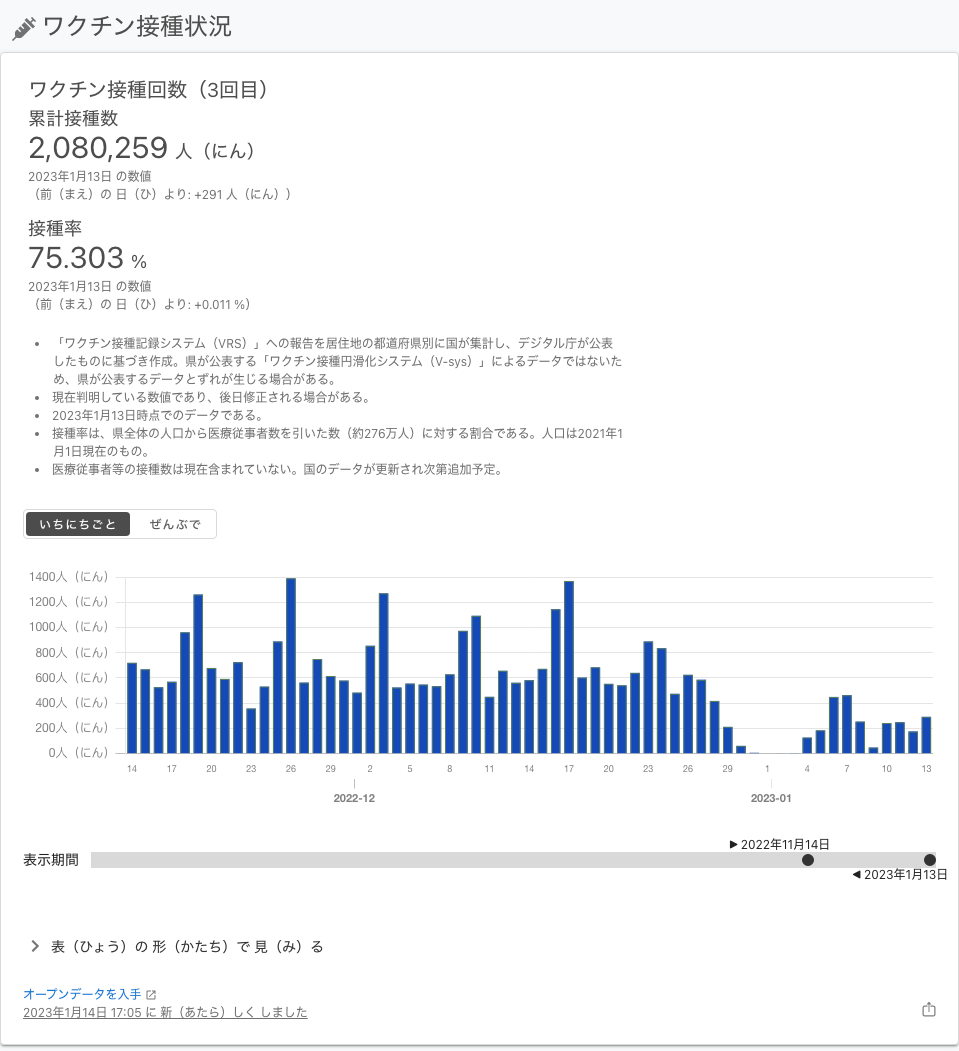 ワクチン接種状況
ワクチン接種回数（3回目）
累計接種数
2,080,259 人（にん）
2023年1月13日 の数値
（前（まえ）の 日（ひ）より: +291 人（にん））
接種率
75.303 %
2023年1月13日 の数値
（前（まえ）の 日（ひ）より: +0.011 %）
• 「ワクチン接種記録システム（VRS）」への報告を居住地の都道府県別に国が集計し、デジタル庁が公表
したものに基づき作成。県が公表する「ワクチン接種円滑化システム（V-sys）」によるデータではないた
め、県が公表するデータとずれが生じる場合がある。
• 現在判明している数値であり、後日修正される場合がある。
• 2023年1月13日時点でのデータである。
• 接種率は、県全体の人口から医療従事者数を引いた数（約276万人）に対する割合である。人口は2021年1
月1日現在のもの。
• 医療従事者等の接種数は現在含まれていない。国のデータが更新され次第追加予定。
いちにちごと ぜんぶで
1400人（にん）
1200人（にん）
1000人（にん）
800人（にん）
600人（にん）
400人（にん）
200人（にん）
0人（にん）
14 17 20 23 26 29 2 5 8 11 14 17 20 23 26 29 1 4 7 10 13
2022-12 2023-01
▶ 2022年11月14日
表示期間
◀ 2023年1月13日
表（ひょう）の 形（かたち）で 見（み）る
オープンデータを入手
2023年1月14日 17:05 に 新（あたら）しく しました